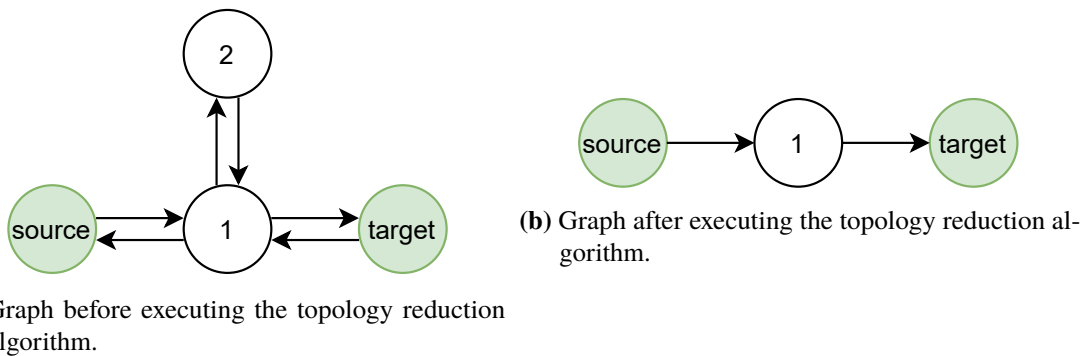 2
source
1
target
Graph before executing the topology reduction
lgorithm.
source
1
target
(b) Graph after executing the topology reduction al-
gorithm.